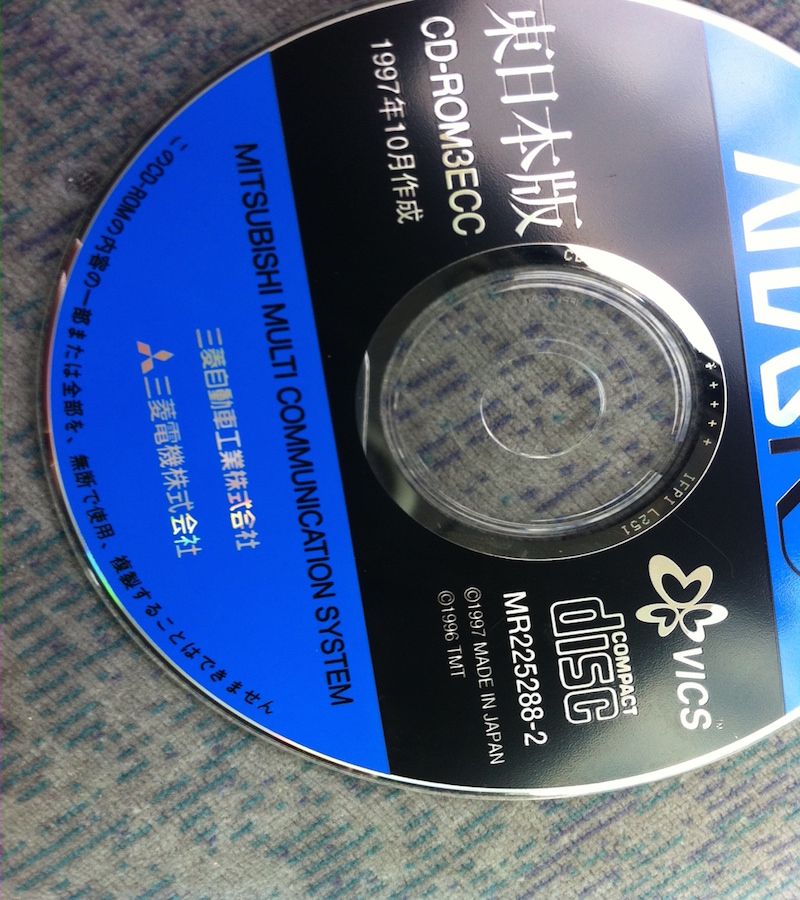 東日本版
CD-ROM3ECC
1997年10月作成
IFPI L251
VICS
COMPACT
disc
MR225288-2
©1997 MADE IN JAPAN
©1996 TMT
MITSUBISHI MULTI COMMUNICATION SYSTEM
三菱自動車工業株式会社
三菱電機株式会社
このCD-ROMの内容の一部または全部を、無断で使用、複製することはできません